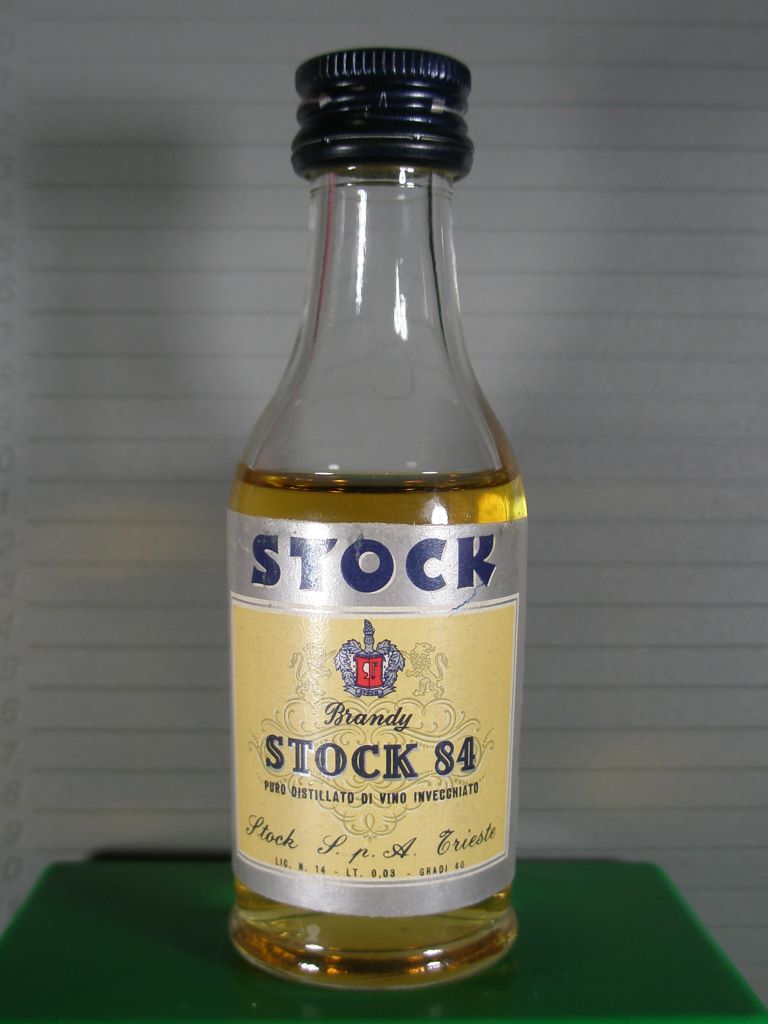 STOCK
Brandy
STOCK 84
PURO DISTILLATO DI VINO INVECCHIATO
Stock S. p. A. Trieste
LIC. N. 14 - LT. 0,03 - GRADI 40